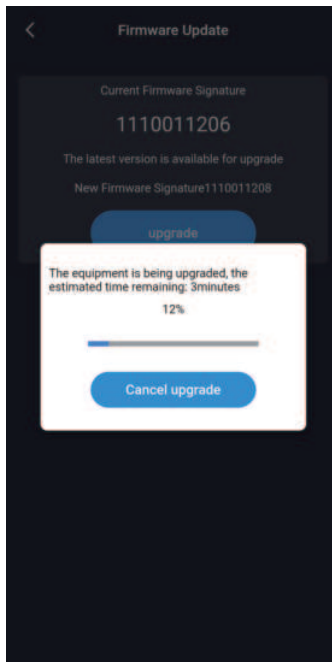 Firmware Update
Current Firmware Signature
1110011206
The latest version is available for upgrade
New Firmware Signature1110011208
upgrade
The equipment is being upgraded, the
estimated time remaining: 3minutes
12%
Cancel upgrade